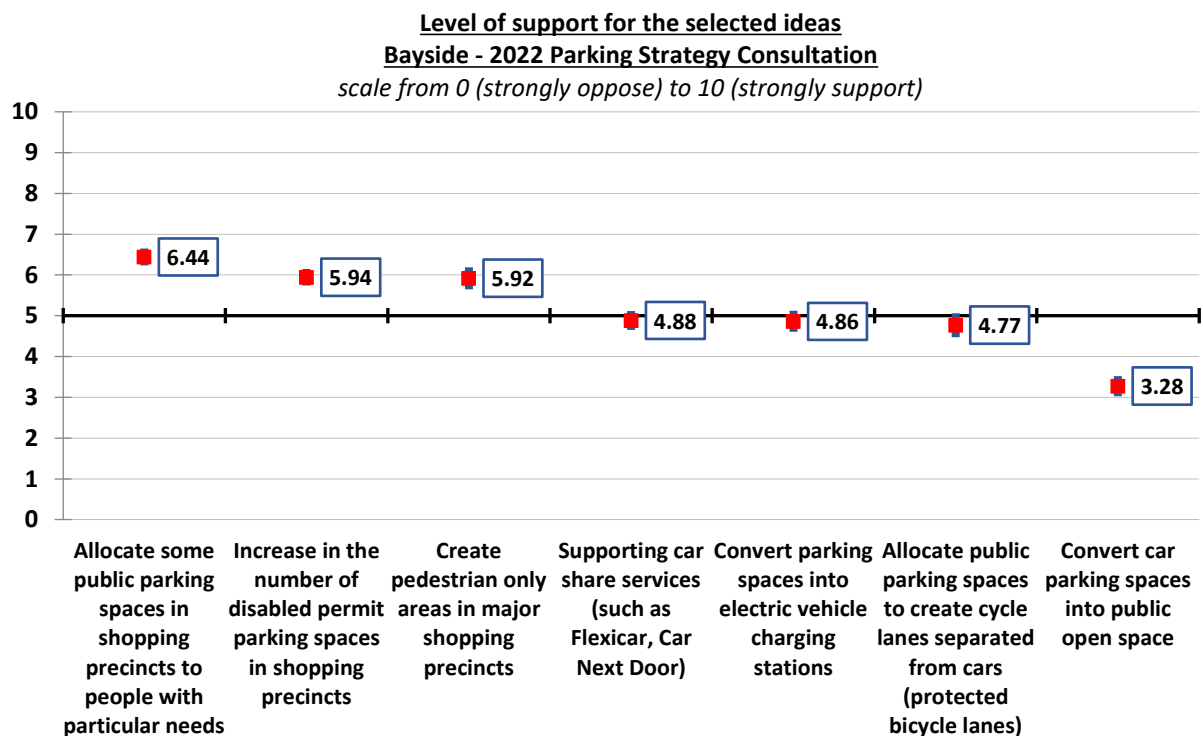 Level of support for the selected ideas
Bayside - 2022 Parking Strategy Consultation
scale from 0 (strongly oppose) to 10 (strongly support)
10
9
8
7
6
5
4
3
2
1
0
6.44
5.94
5.92
4.88
4.86
4.77
3.28
Allocate some
public parking
spaces in
shopping
precincts to
people with
particular needs
Increase in the
number of
disabled permit
parking spaces
in shopping
precincts
Create
pedestrian only
areas in major
shopping
precincts
Supporting car
share services
(such as
Flexicar, Car
Next Door)
Convert parking
spaces into
electric vehicle
charging
stations
Allocate public
parking spaces
to create cycle
lanes separated
from cars
(protected
bicycle lanes)
Convert car
parking spaces
into public
open space